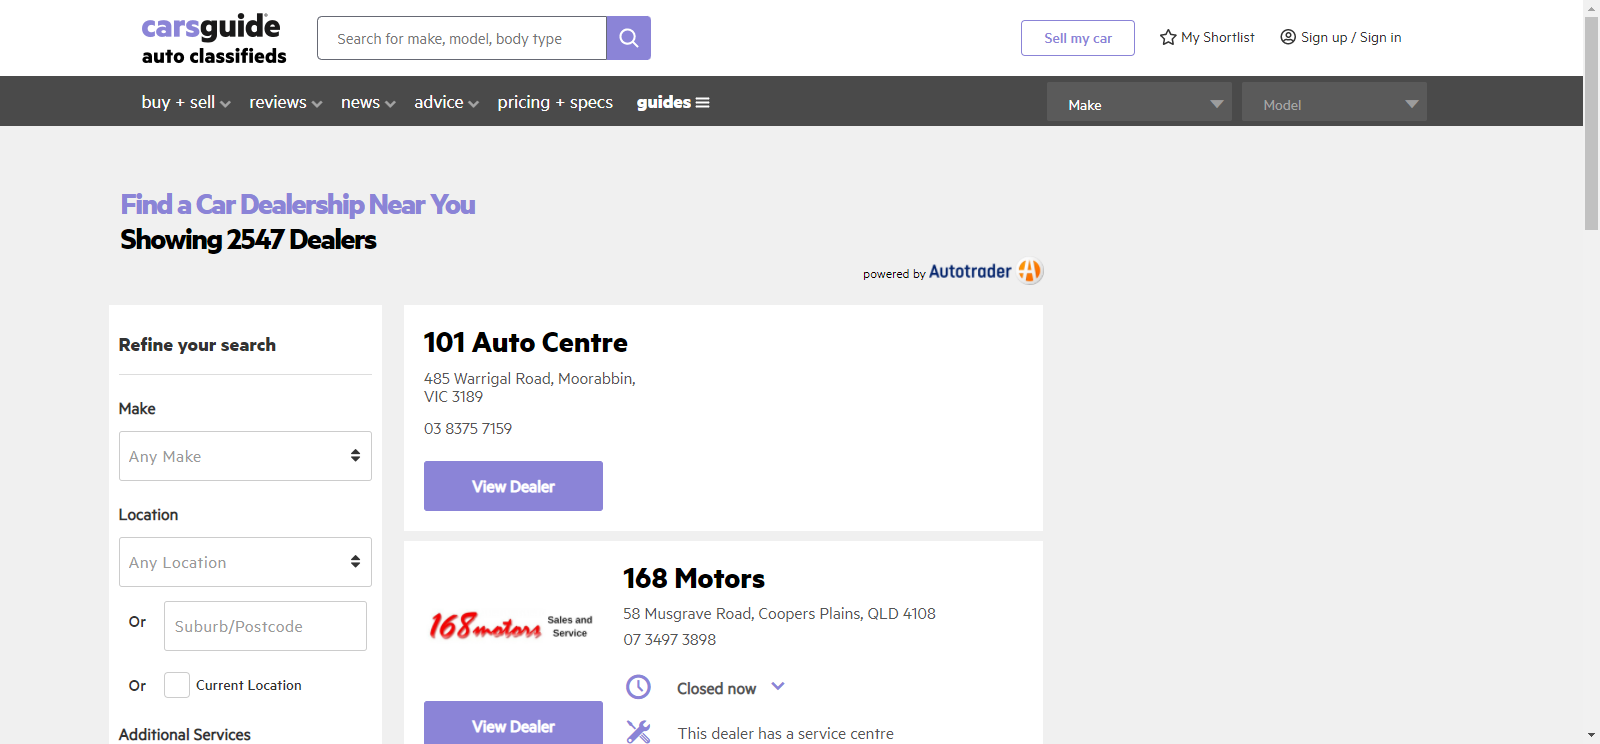 carsguide
auto classifieds
Search for make, model, body type
Sell my car
My Shortlist
Sign up / Sign in
buy + sell
reviews
news
advice
pricing + specs
guides
Make
Model
Find a Car Dealership Near You
Showing 2547 Dealers
powered by Autotrader
Refine your search
Make
Any Make
Location
Any Location
Or
Suburb/Postcode
Or
Current Location
Additional Services
101 Auto Centre
485 Warrigal Road, Moorabbin,
VIC 3189
03 8375 7159
View Dealer
168motors
Sales and
Service
View Dealer
168 Motors
58 Musgrave Road, Coopers Plains, QLD 4108
07 3497 3898
Closed now
This dealer has a service centre